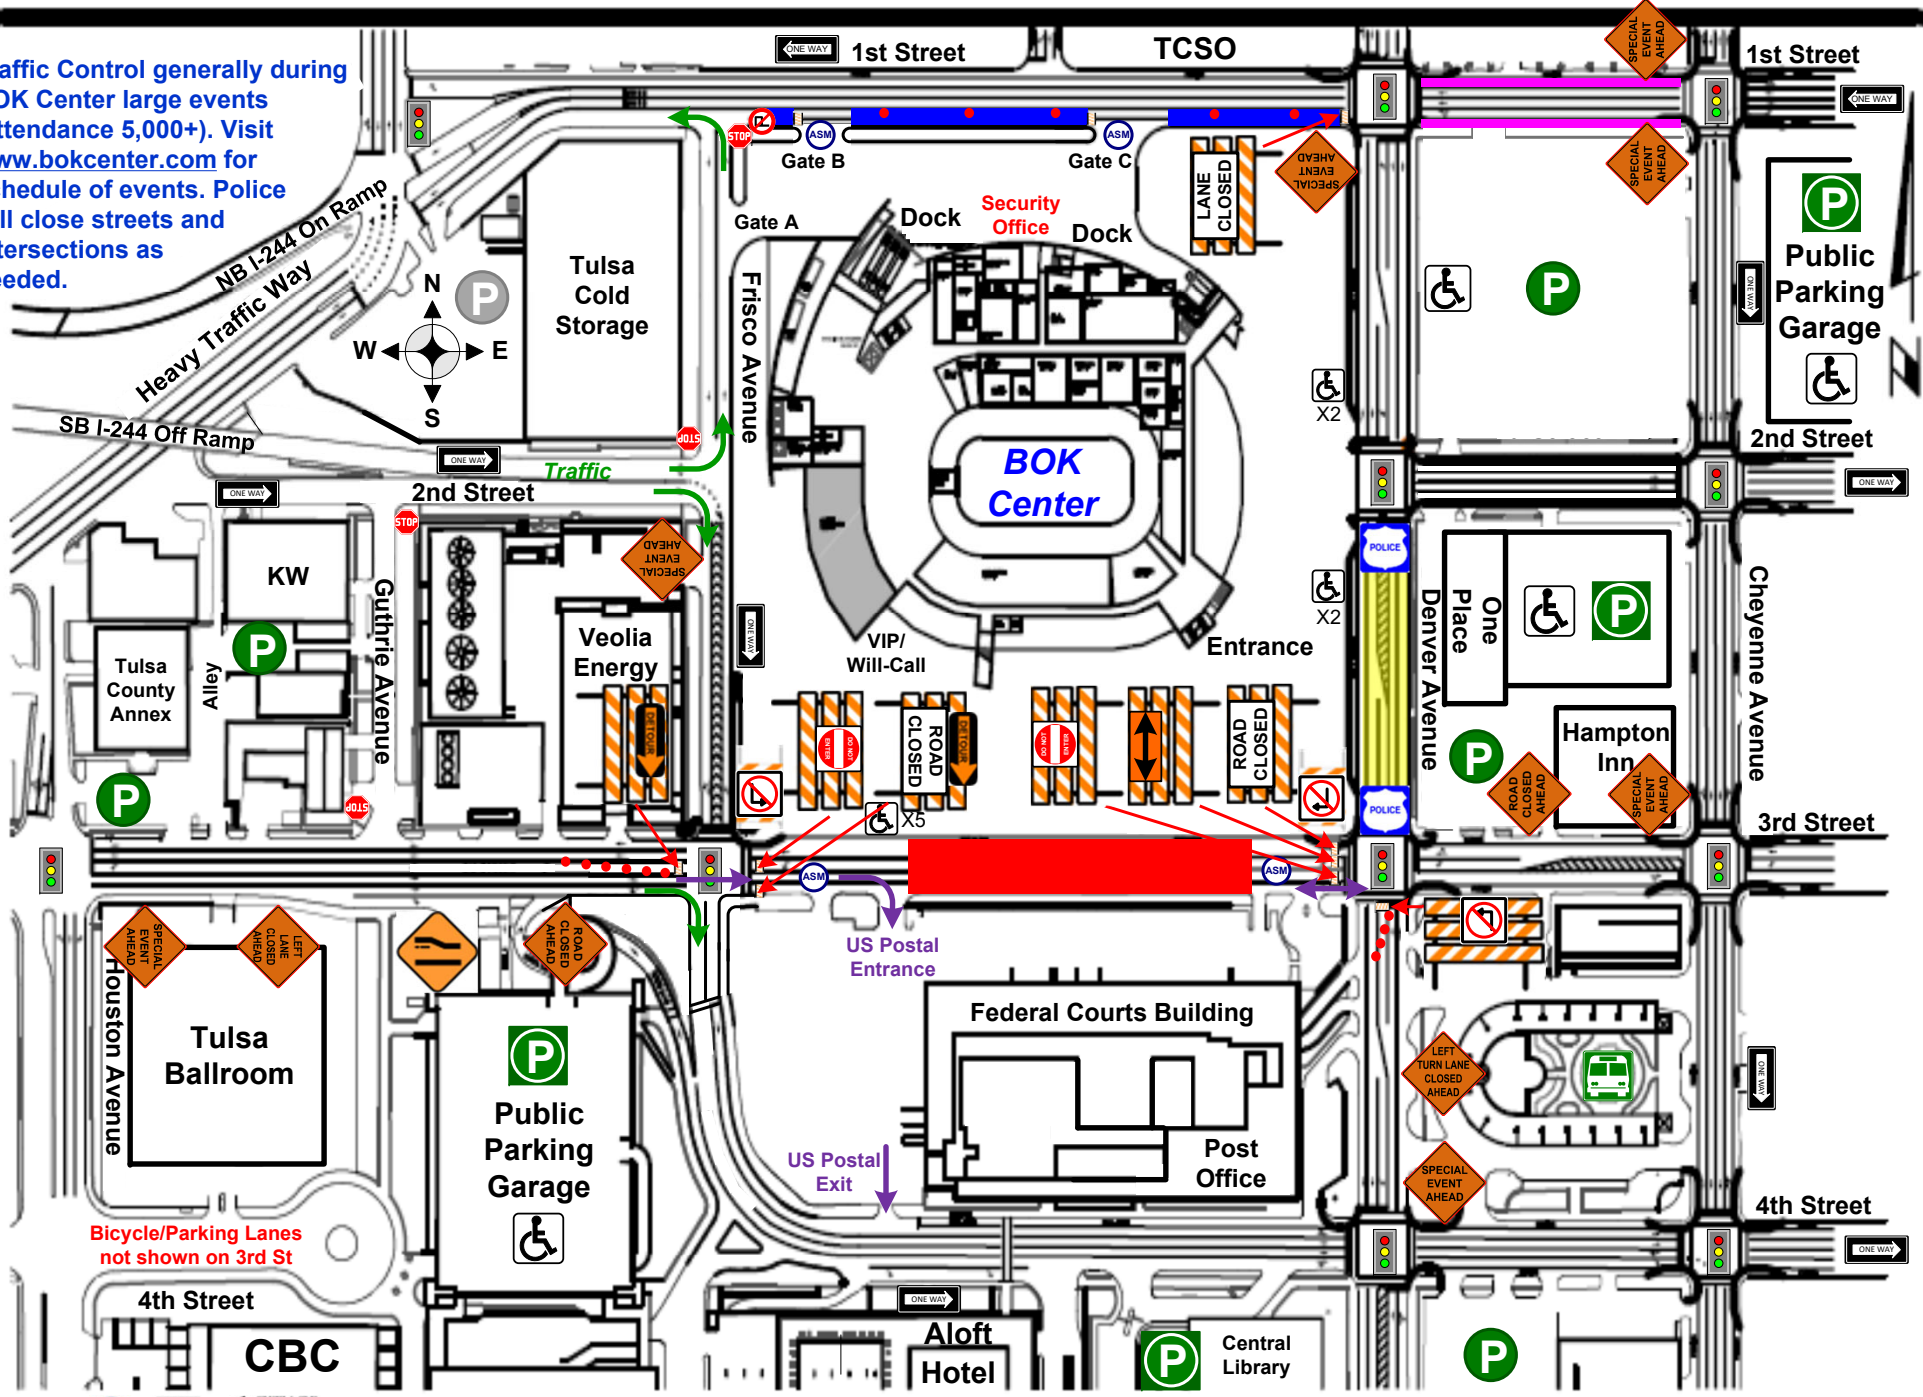 affic Control generally during
OK Center large events
ttendance 5,000+). Visit
ww.bokcenter.com for
chedule of events. Police
ll close streets and
tersections as
eeded.
ONE WAY
1st Street
TCSO
SPECIAL
EVENT
AHEAD
1st Street
ONE WAY
STOP
ASM
Gate B
ASM
Gate C
LANE
CLOSED
SPECIAL
EVENT
AHEAD
SPECIAL
EVENT
AHEAD
P
Public
Parking
Garage
NB I-244 On Ramp
Heavy Traffic Way
SB I-244 Off Ramp
N
W
E
S
P
Tulsa
Cold
Storage
Gate A
Frisco Avenue
Dock
Security
Office
Dock
P
ONE WAY
X2
2nd Street
ONE WAY
STOP
ONE WAY
Traffic
ONE WAY
2nd Street
STOP
BOK
Center
KW
SPECIAL
EVENT
AHEAD
POLICE
Guthrie Avenue
P
Veolia
Energy
ONE WAY
VIP/
Will-Call
Entrance
X2
Denver Avenue
One
Place
P
Cheyenne Avenue
Tulsa
County
Annex
Alley
P
DETOUR
DO NOT
ENTER
ROAD
CLOSED
DETOUR
DO NOT
ENTER
ROAD
CLOSED
POLICE
P
Hampton
Inn
ROAD
CLOSED
AHEAD
SPECIAL
EVENT
AHEAD
STOP
X5
3rd Street
ASM
ASM
SPECIAL
EVENT
AHEAD
LEFT
LANE
CLOSED
AHEAD
ROAD
CLOSED
AHEAD
US Postal
Entrance
Houston Avenue
Tulsa
Ballroom
P
Public
Parking
Garage
Federal Courts Building
Post
Office
LEFT
TURN LANE
CLOSED
AHEAD
ONE WAY
US Postal
Exit
SPECIAL
EVENT
AHEAD
4th Street
ONE WAY
Bicycle/Parking Lanes
not shown on 3rd St
4th Street
CBC
ONE WAY
Aloft
Hotel
P
Central
Library
P